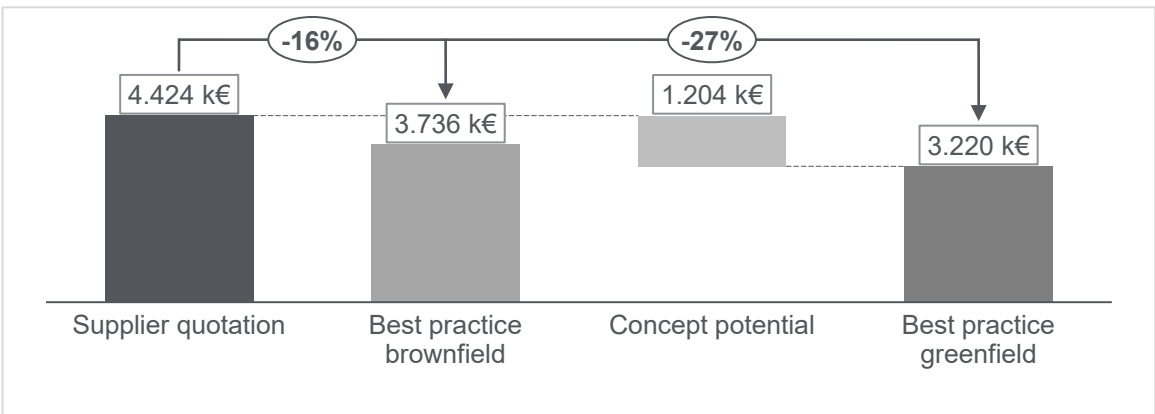 -16%
-27%
4.424 k€
3.736 k€
1.204 k€
3.220 k€
Supplier quotation
Best practice
brownfield
Concept potential
Best practice
greenfield